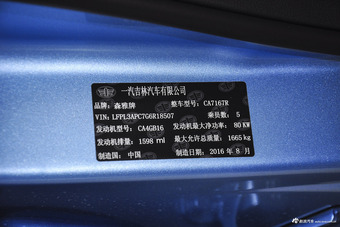 一汽吉林汽车有限公司
品牌：森雅牌 整车型号：CA7167R
VIN：LFPL3APC7G6R18507 乘员数：5
发动机型号：CA4GB16 发动机最大净功率：80 KW
发动机排量：1598 ml 最大允许总质量：1665 kg
制造国：中国 制造日期：2016 年 8 月